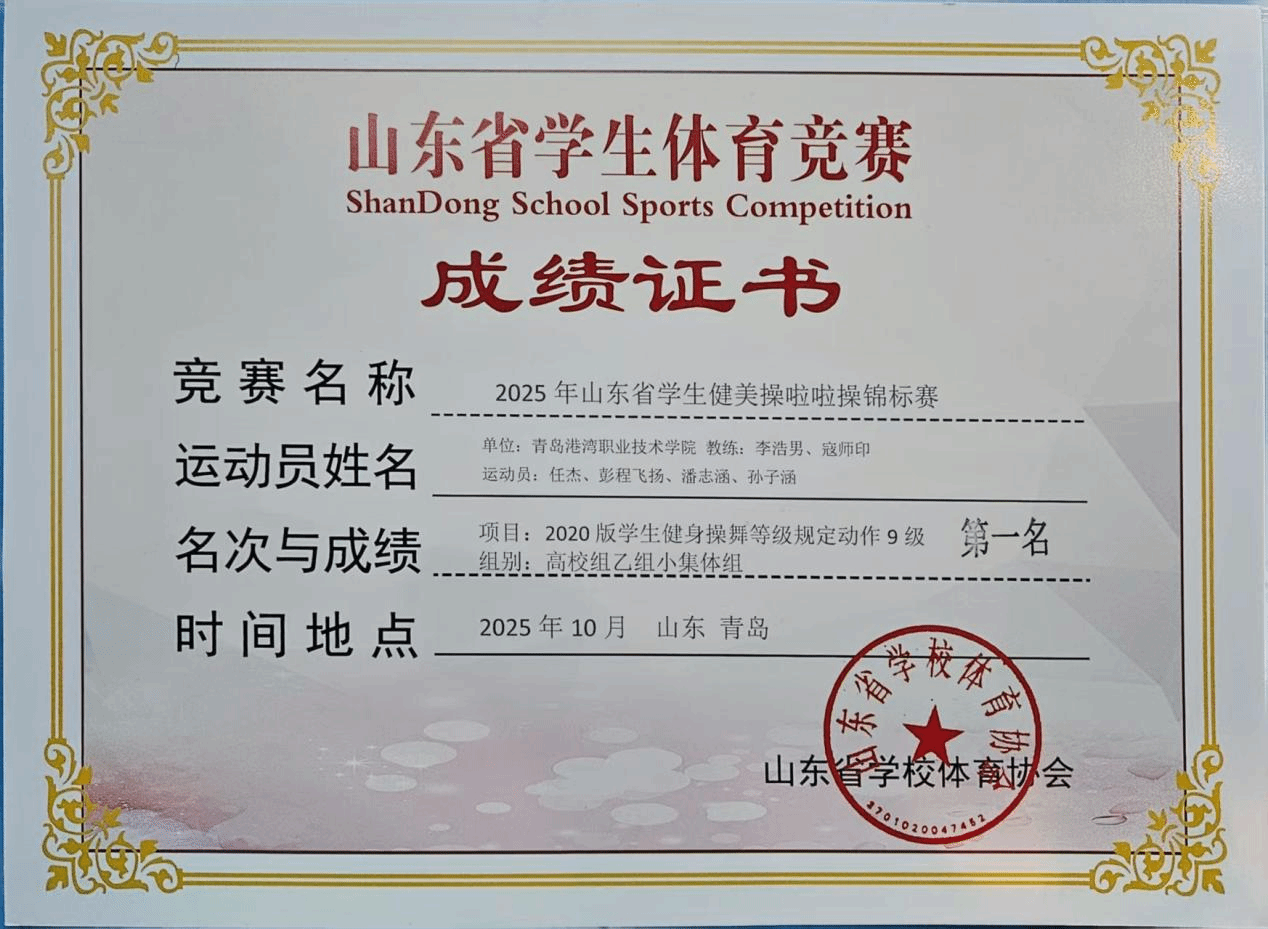 山东省学生体育竞赛
ShanDong School Sports Competition
成绩证书
竞赛名称 2025 年山东省学生健美操啦啦操锦标赛
运动员姓名 单位：青岛港湾职业技术学院 教练：李浩男、寇师印
运动员：任杰、彭程飞扬、潘志涵、孙子涵
名次与成绩 项目：2020 版学生健身操舞等级规定动作 9 级 第一名
组别：高校组乙组小集体组
时间地点 2025 年 10 月 山东 青岛
山东省学校体育协会
山东省学校体育协会
3701020047452